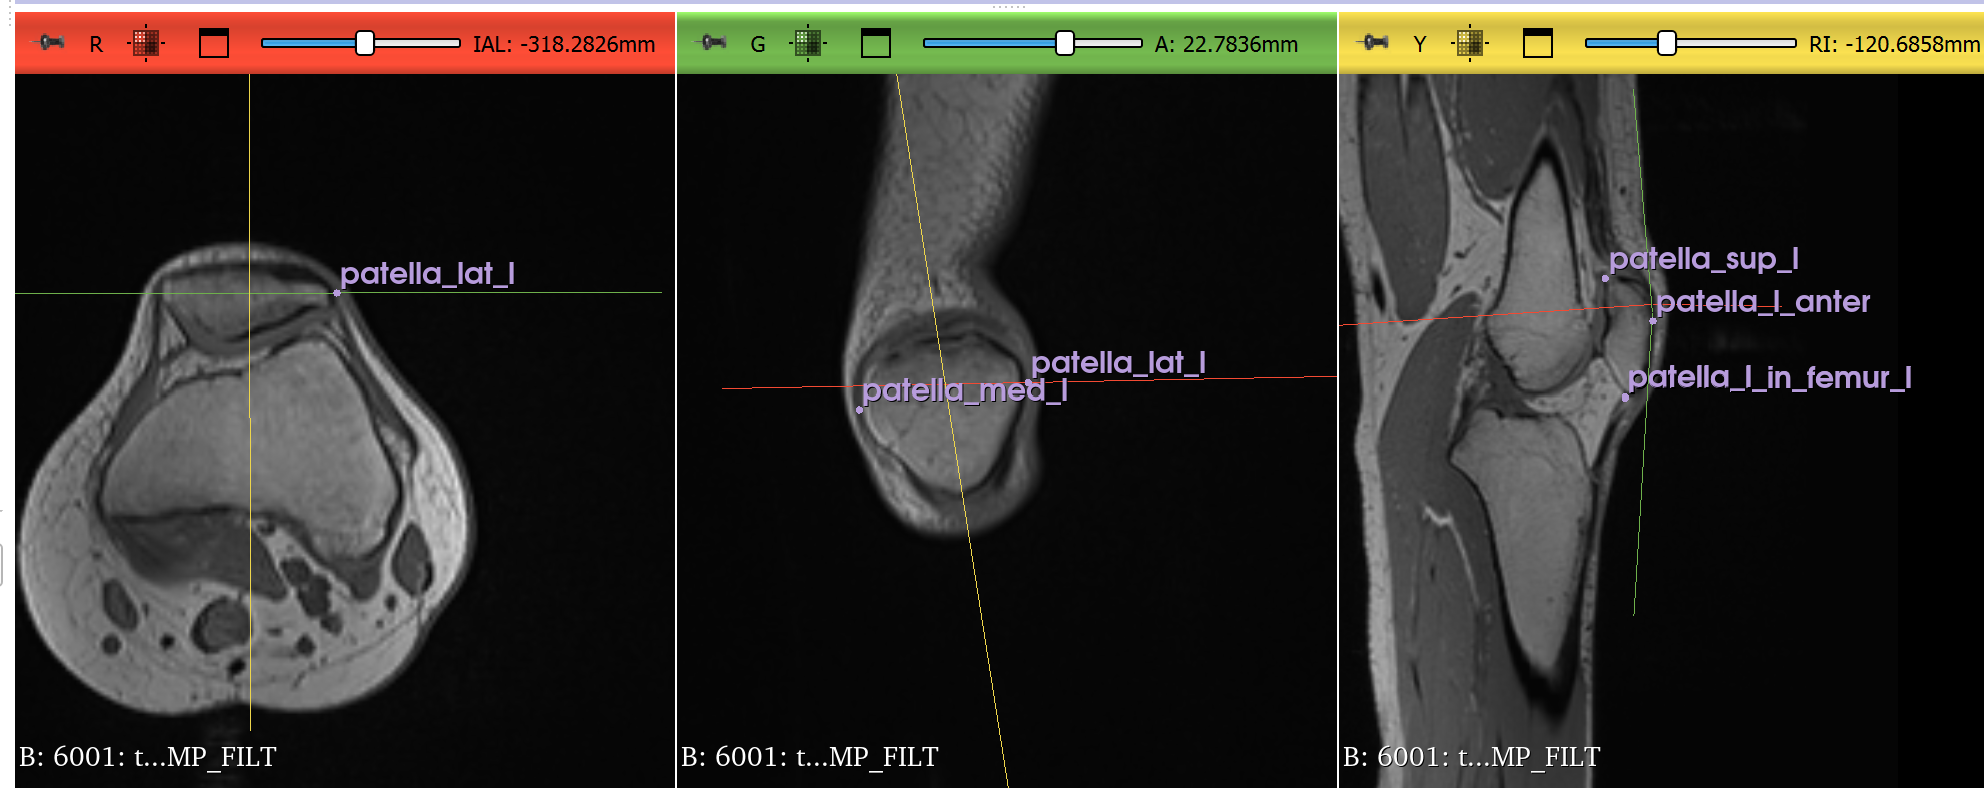 R IAL: -318.2826mm
G A: 22.7836mm
Y RI: -120.6858mm
patella_lat_l
patella_lat_l
patella_med_l
patella_sup_l
patella_l_anter
patella_l_in_femur_l
B: 6001: t...MP_FILT
B: 6001: t...MP_FILT
B: 6001: t...MP_FILT